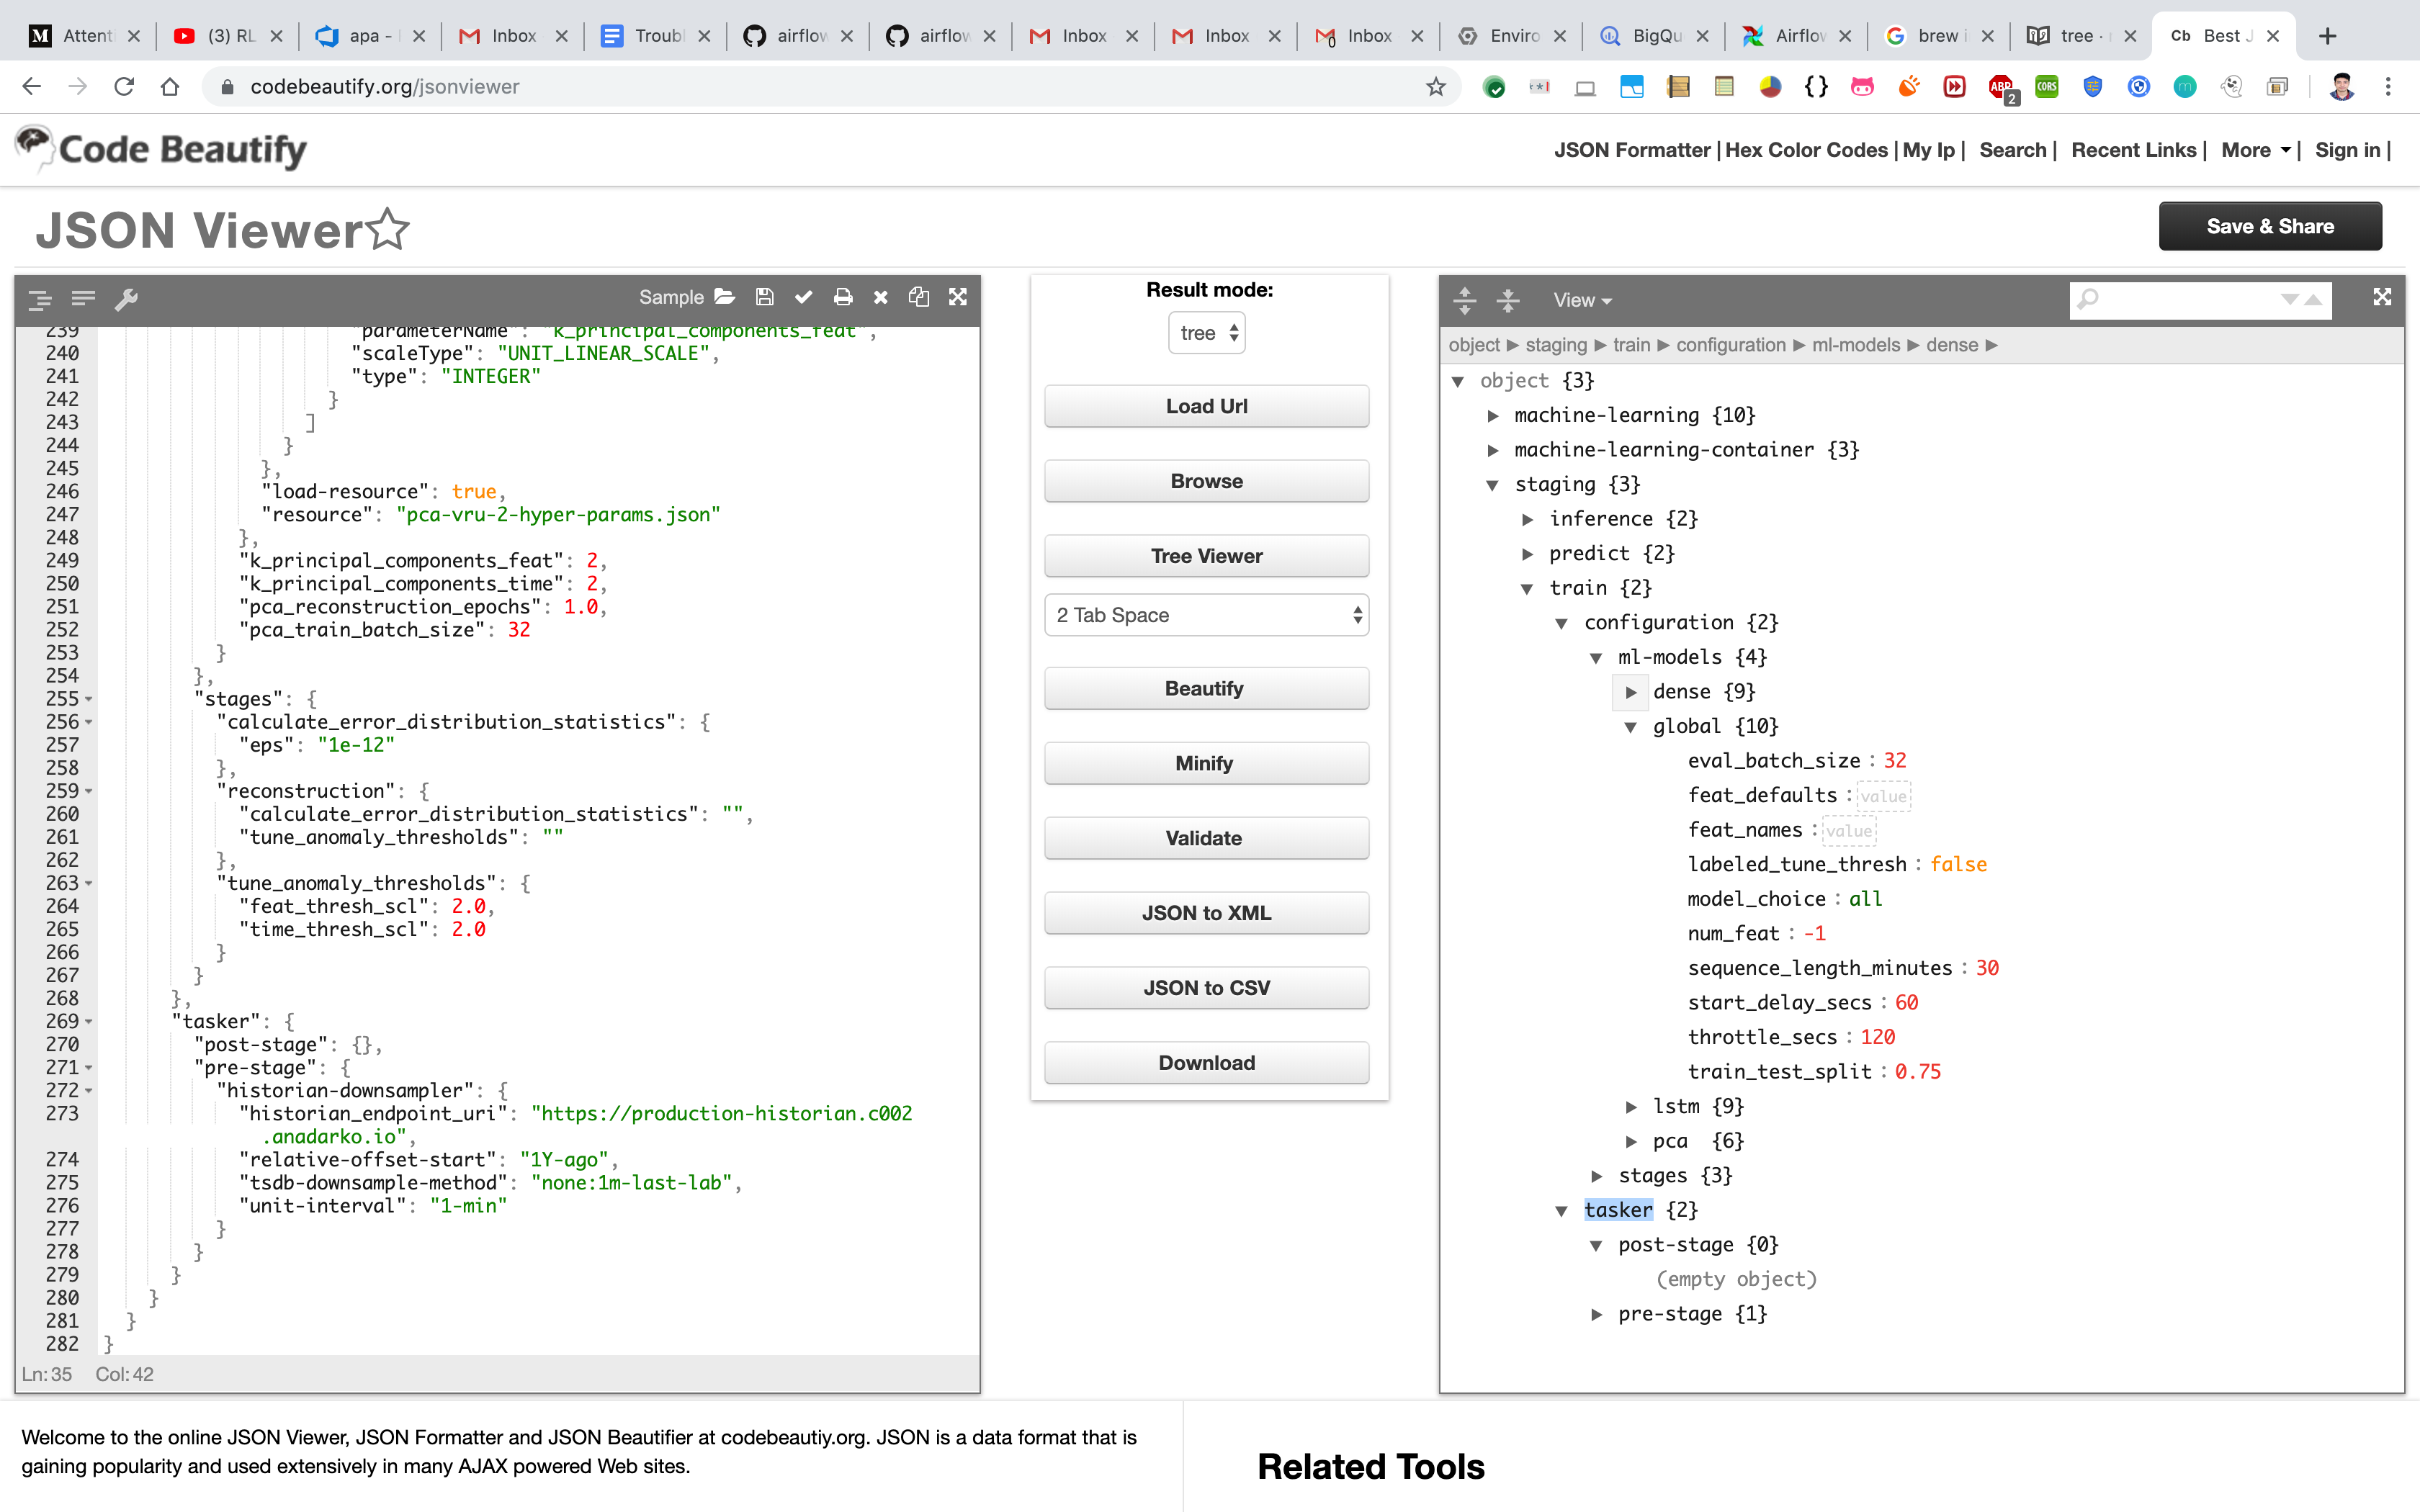 M Attent
(3) RL
apa -
Inbox
Troubl
airflow
airflow
Inbox
Inbox
Inbox
Enviro
BigQu
Airflow
brew i
tree ·
Cb Best J
codebeautify.org/jsonviewer
ABP 2
CORS
m
Code Beautify
JSON Formatter | Hex Color Codes | My Ip | Search | Recent Links | More | Sign in |
JSON Viewer
Save & Share
Sample
239 "parameterName": "k_principal_components_feat",
240 "scaleType": "UNIT_LINEAR_SCALE",
241 "type": "INTEGER"
242 }
243 ]
244 }
245 },
246 "load-resource": true,
247 "resource": "pca-vru-2-hyper-params.json"
248 },
249 "k_principal_components_feat": 2,
250 "k_principal_components_time": 2,
251 "pca_reconstruction_epochs": 1.0,
252 "pca_train_batch_size": 32
253 }
254 },
255 "stages": {
256 "calculate_error_distribution_statistics": {
257 "eps": "1e-12"
258 },
259 "reconstruction": {
260 "calculate_error_distribution_statistics": "",
261 "tune_anomaly_thresholds": ""
262 },
263 "tune_anomaly_thresholds": {
264 "feat_thresh_scl": 2.0,
265 "time_thresh_scl": 2.0
266 }
267 }
268 },
269 "tasker": {
270 "post-stage": {},
271 "pre-stage": {
272 "historian-downsampler": {
273 "historian_endpoint_uri": "https://production-historian.c002
.anadarko.io",
274 "relative-offset-start": "1Y-ago",
275 "tsdb-downsample-method": "none:1m-last-lab",
276 "unit-interval": "1-min"
277 }
278 }
279 }
280 }
281 }
282 }
Ln: 35 Col: 42
Result mode:
tree
Load Url
Browse
Tree Viewer
2 Tab Space
Beautify
Minify
Validate
JSON to XML
JSON to CSV
Download
View
object ► staging ► train ► configuration ► ml-models ► dense ►
object {3}
machine-learning {10}
machine-learning-container {3}
staging {3}
inference {2}
predict {2}
train {2}
configuration {2}
ml-models {4}
dense {9}
global {10}
eval_batch_size : 32
feat_defaults : value
feat_names : value
labeled_tune_thresh : false
model_choice : all
num_feat : -1
sequence_length_minutes : 30
start_delay_secs : 60
throttle_secs : 120
train_test_split : 0.75
lstm {9}
pca {6}
stages {3}
tasker {2}
post-stage {0}
(empty object)
pre-stage {1}
Welcome to the online JSON Viewer, JSON Formatter and JSON Beautifier at codebeautiy.org. JSON is a data format that is
gaining popularity and used extensively in many AJAX powered Web sites.
Related Tools